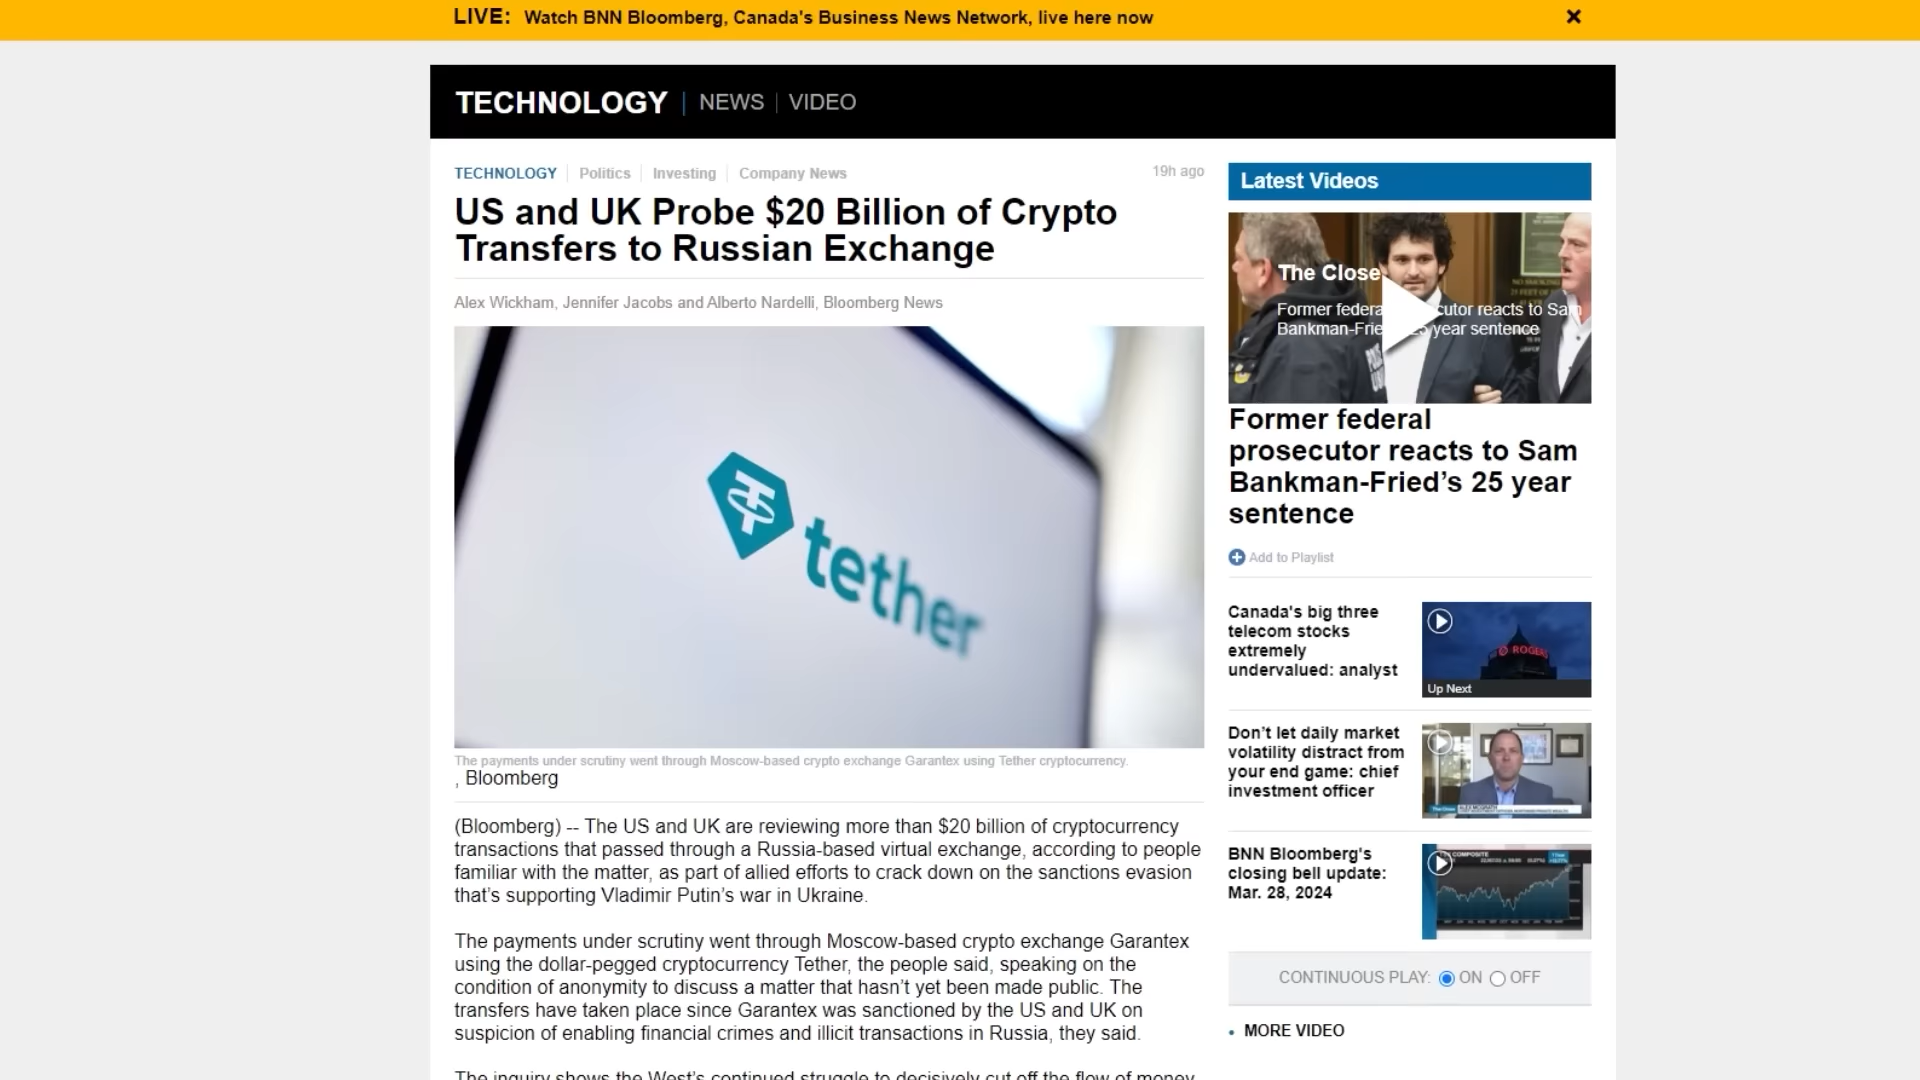 LIVE: Watch BNN Bloomberg, Canada's Business News Network, live here now
TECHNOLOGY | NEWS | VIDEO
TECHNOLOGY | Politics | Investing | Company News
19h ago
US and UK Probe $20 Billion of Crypto
Transfers to Russian Exchange
Alex Wickham, Jennifer Jacobs and Alberto Nardelli, Bloomberg News
tether
The payments under scrutiny went through Moscow-based crypto exchange Garantex using Tether cryptocurrency.
, Bloomberg
(Bloomberg) -- The US and UK are reviewing more than $20 billion of cryptocurrency
transactions that passed through a Russia-based virtual exchange, according to people
familiar with the matter, as part of allied efforts to crack down on the sanctions evasion
that’s supporting Vladimir Putin’s war in Ukraine.
The payments under scrutiny went through Moscow-based crypto exchange Garantex
using the dollar-pegged cryptocurrency Tether, the people said, speaking on the
condition of anonymity to discuss a matter that hasn’t yet been made public. The
transfers have taken place since Garantex was sanctioned by the US and UK on
suspicion of enabling financial crimes and illicit transactions in Russia, they said.
The inquiry shows the West’s continued struggle to decisively cut off the flow of money
Latest Videos
The Close
Former federa cutor reacts to Sam
Bankman-Frie 25 year sentence
Former federal
prosecutor reacts to Sam
Bankman-Fried’s 25 year
sentence
Add to Playlist
Canada's big three
telecom stocks
extremely
undervalued: analyst
ROGERS
Up Next
Don’t let daily market
volatility distract from
your end game: chief
investment officer
BNN Bloomberg's
closing bell update:
Mar. 28, 2024
COMPOSITE
CONTINUOUS PLAY: ON OFF
MORE VIDEO